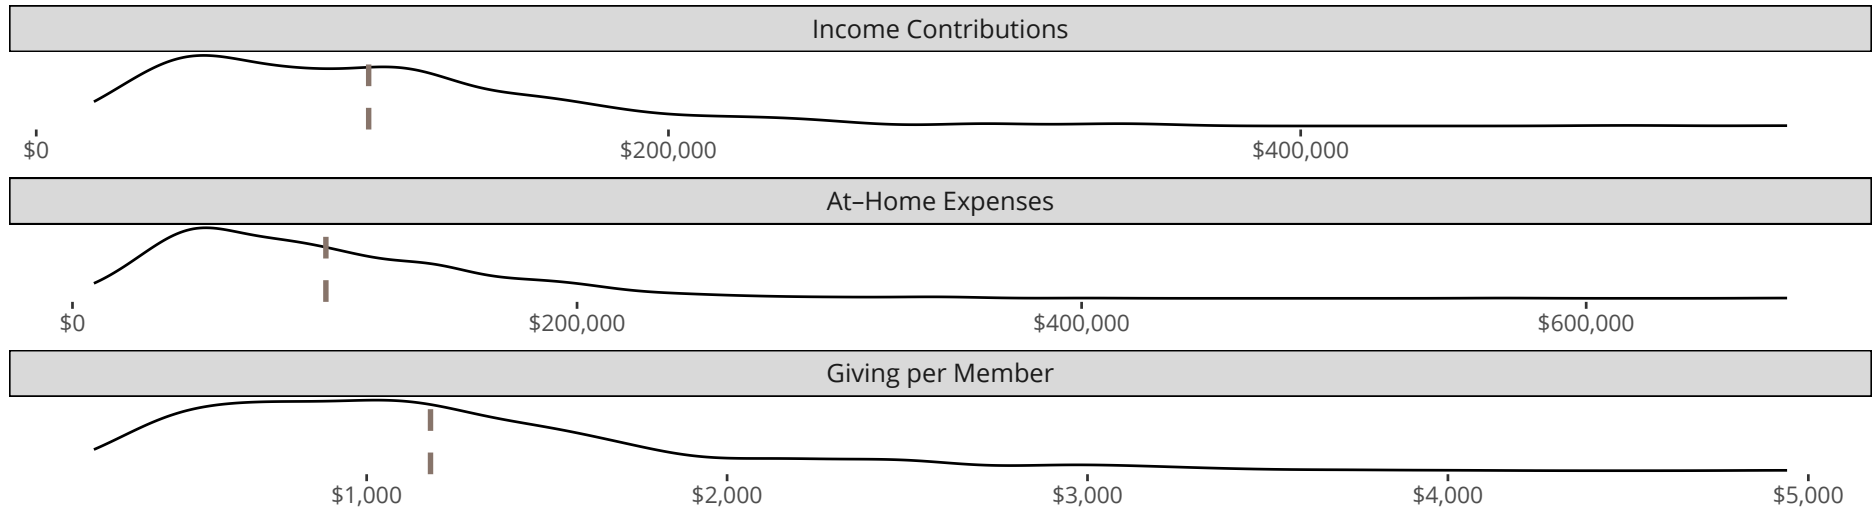 Income Contributions
$0 $200,000 $400,000
At–Home Expenses
$0 $200,000 $400,000 $600,000
Giving per Member
$1,000 $2,000 $3,000 $4,000 $5,000